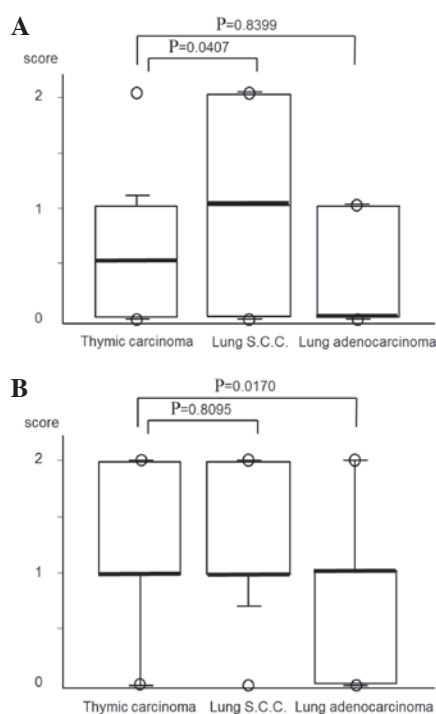 A
P=0.8399
P=0.0407
score
2
1
0
Thymic carcinoma Lung S.C.C. Lung adenocarcinoma
B
P=0.0170
P=0.8095
score
2
1
0
Thymic carcinoma Lung S.C.C. Lung adenocarcinoma